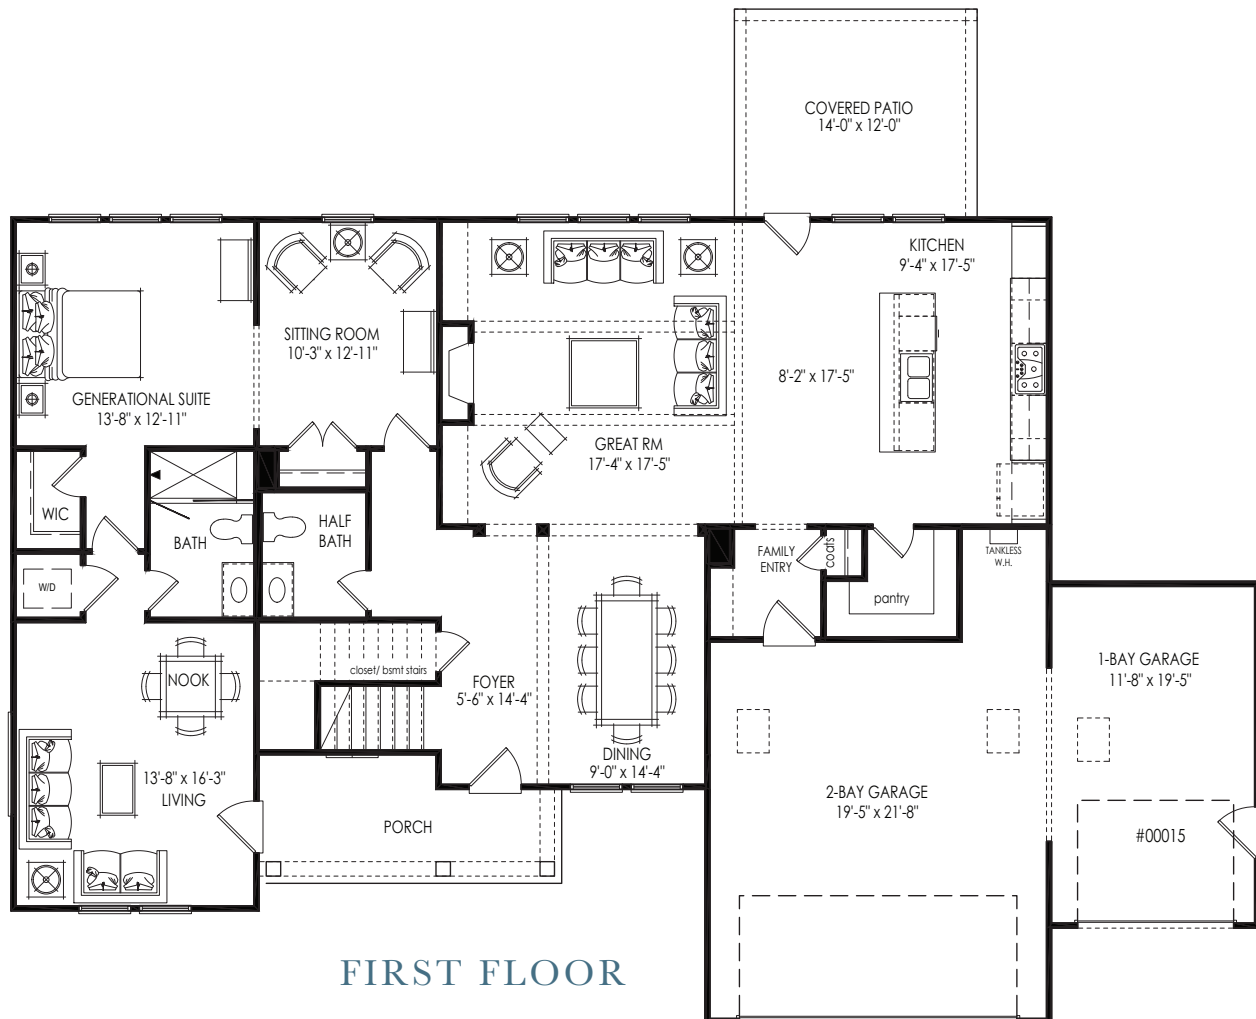 COVERED PATIO
14'-0" x 12'-0"
KITCHEN
9'-4" x 17'-5"
SITTING ROOM
10'-3" x 12'-11"
8'-2" x 17'-5"
GENERATIONAL SUITE
13'-8" x 12'-11"
GREAT RM
17'-4" x 17'-5"
WIC
BATH
HALF
BATH
FAMILY
ENTRY
coats
TANKLESS
W.H.
W/D
pantry
closet/ bsmt stairs
NOOK
FOYER
5'-6" x 14'-4"
1-BAY GARAGE
11'-8" x 19'-5"
DINING
9'-0" x 14'-4"
13'-8" x 16'-3"
LIVING
2-BAY GARAGE
19'-5" x 21'-8"
PORCH
#00015
FIRST FLOOR